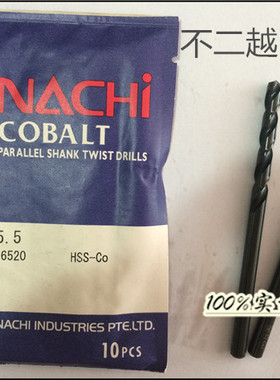 不二越
NACHi
COBALT
PARALLEL SHANK TWIST DRILLS
5.5
6520
HSS-Co
10PCS
NACHI INDUSTRIES PTE.LTD.
100%实